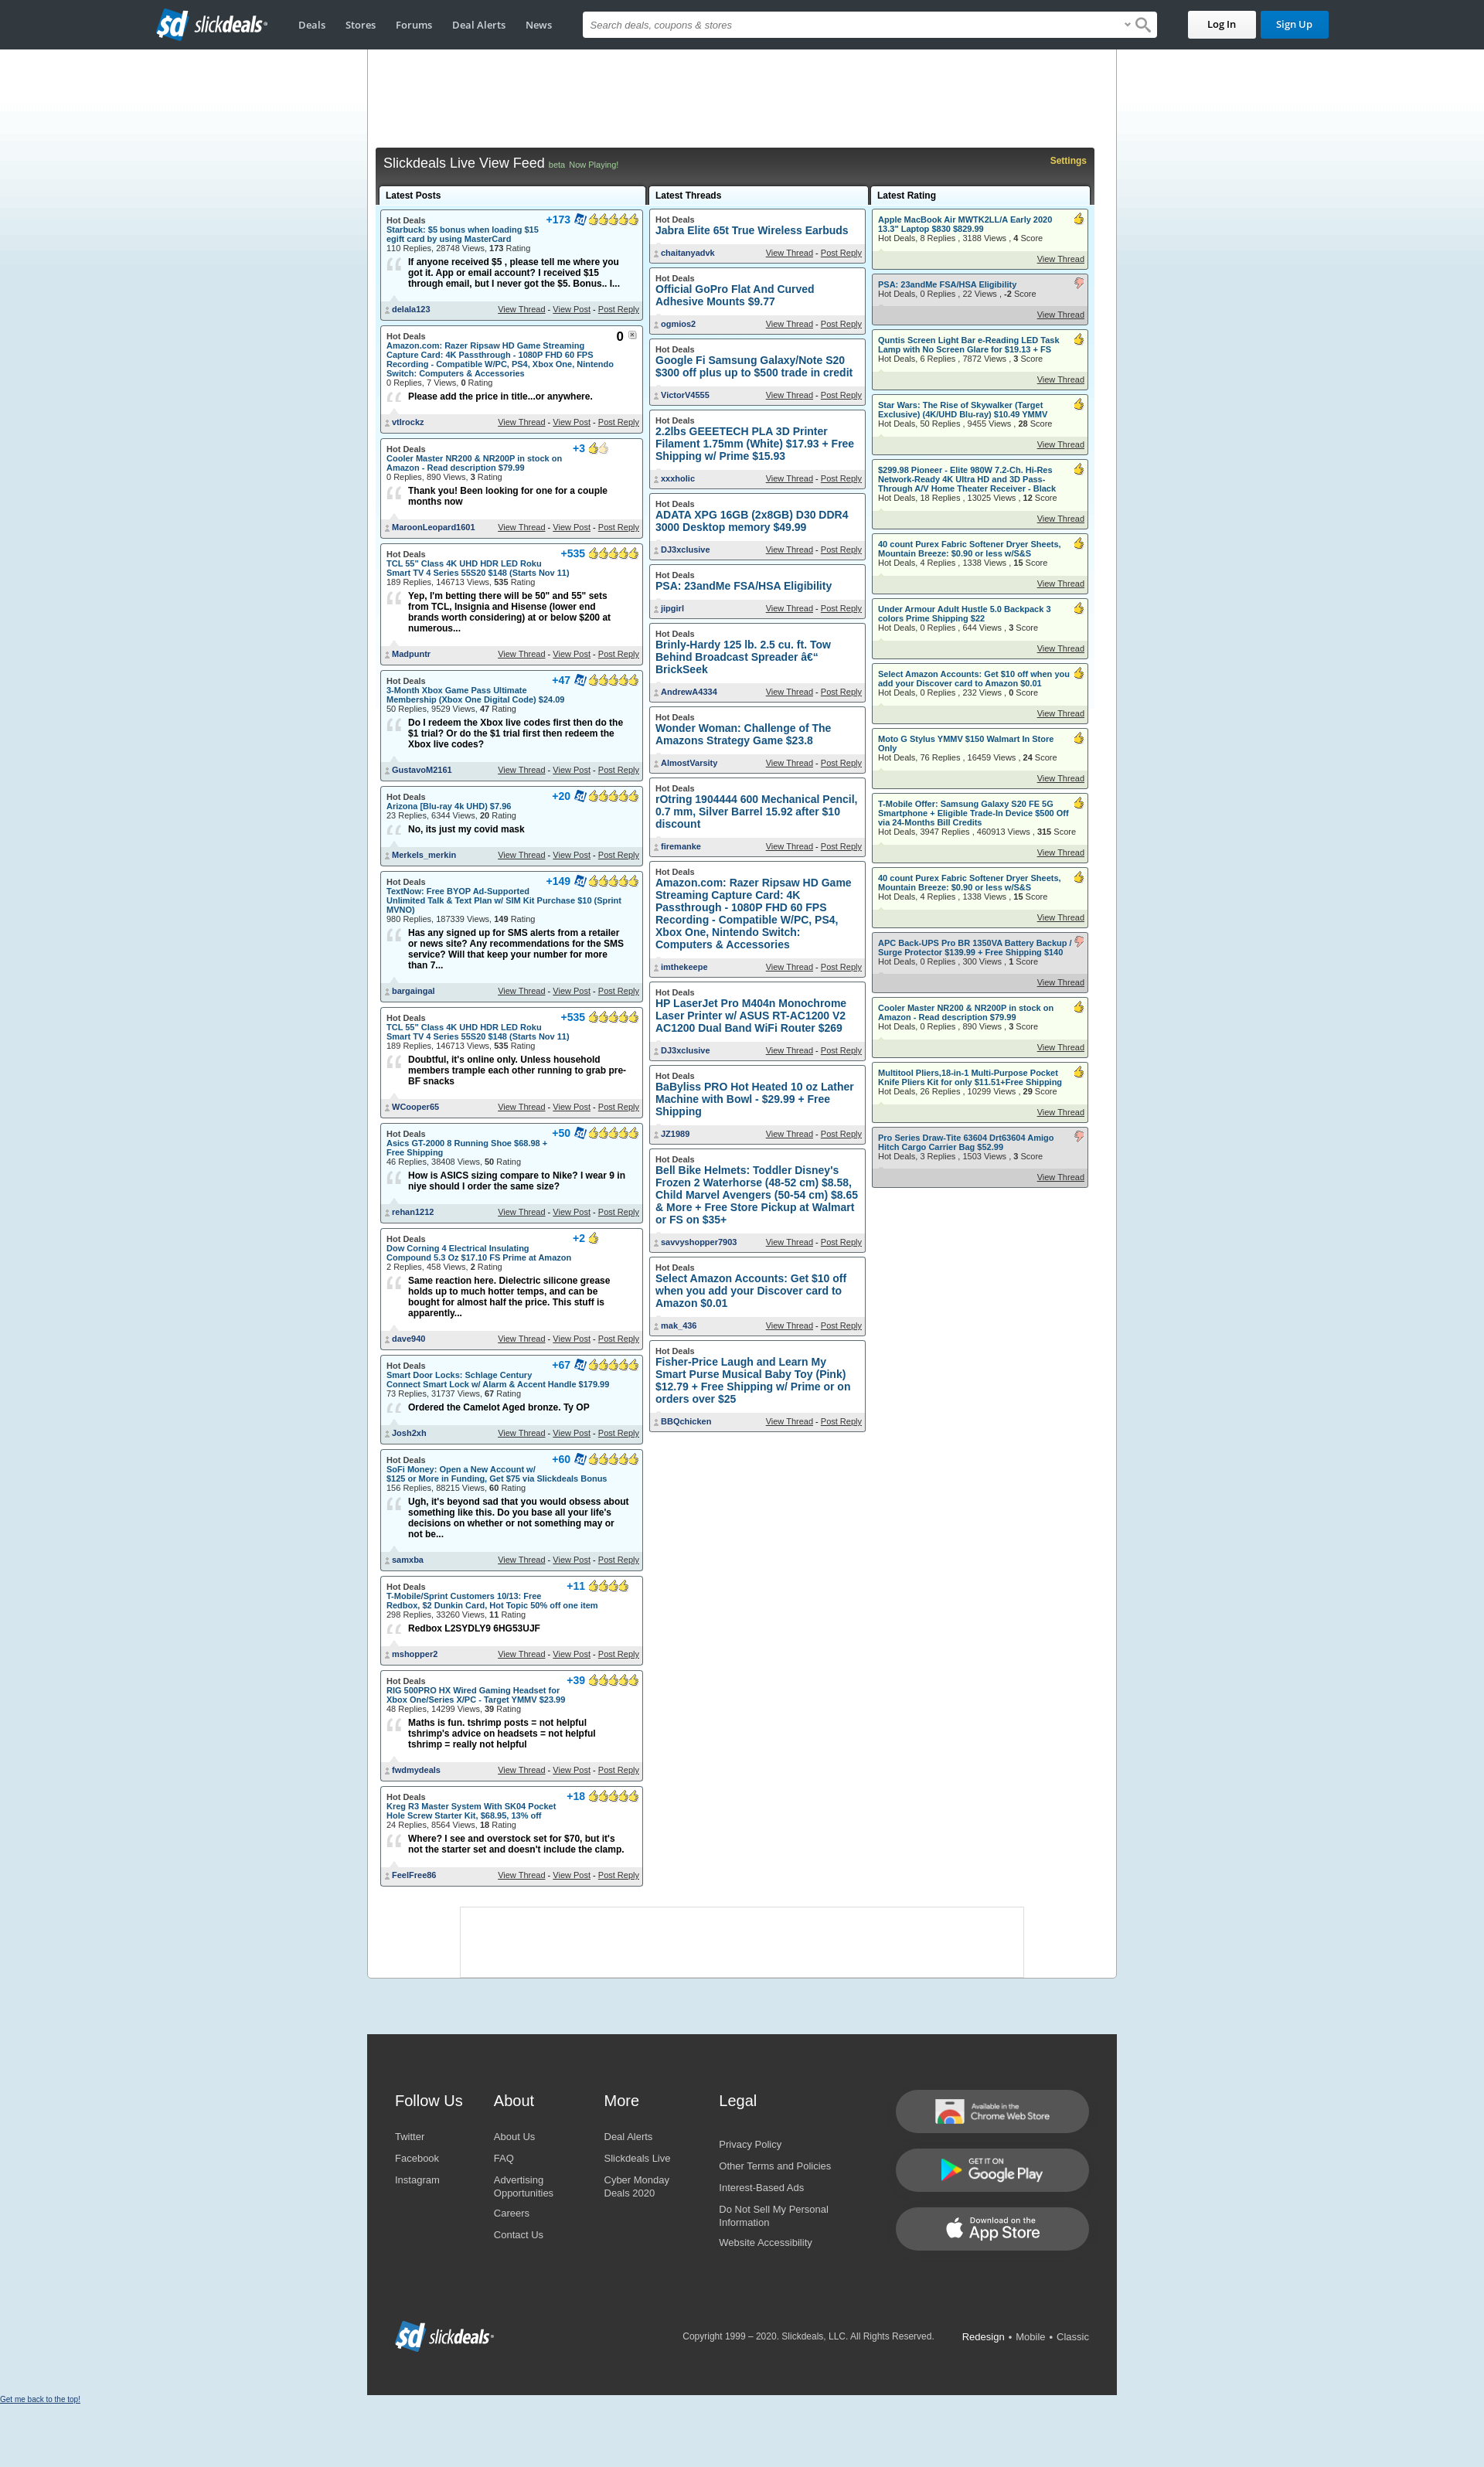 slickdeals
Deals
Stores
Forums
Deal Alerts
News
Search deals, coupons & stores
Log In
Sign Up
Slickdeals Live View Feed beta Now Playing!
Settings
Latest Posts
Hot Deals
+173
Starbuck: $5 bonus when loading $15
egift card by using MasterCard
110 Replies, 28748 Views, 173 Rating
If anyone received $5 , please tell me where you
got it. App or email account? I received $15
through email, but I never got the $5. Bonus.. I...
delala123
View Thread - View Post - Post Reply
Hot Deals
0
Amazon.com: Razer Ripsaw HD Game Streaming
Capture Card: 4K Passthrough - 1080P FHD 60 FPS
Recording - Compatible W/PC, PS4, Xbox One, Nintendo
Switch: Computers & Accessories
0 Replies, 7 Views, 0 Rating
Please add the price in title...or anywhere.
vtlrockz
View Thread - View Post - Post Reply
Hot Deals
+3
Cooler Master NR200 & NR200P in stock on
Amazon - Read description $79.99
0 Replies, 890 Views, 3 Rating
Thank you! Been looking for one for a couple
months now
MaroonLeopard1601
View Thread - View Post - Post Reply
Hot Deals
+535
TCL 55" Class 4K UHD HDR LED Roku
Smart TV 4 Series 55S20 $148 (Starts Nov 11)
189 Replies, 146713 Views, 535 Rating
Yep, I'm betting there will be 50" and 55" sets
from TCL, Insignia and Hisense (lower end
brands worth considering) at or below $200 at
numerous...
Madpuntr
View Thread - View Post - Post Reply
Hot Deals
+47
3-Month Xbox Game Pass Ultimate
Membership (Xbox One Digital Code) $24.09
50 Replies, 9529 Views, 47 Rating
Do I redeem the Xbox live codes first then do the
$1 trial? Or do the $1 trial first then redeem the
Xbox live codes?
GustavoM2161
View Thread - View Post - Post Reply
Hot Deals
+20
Arizona [Blu-ray 4k UHD) $7.96
23 Replies, 6344 Views, 20 Rating
No, its just my covid mask
Merkels_merkin
View Thread - View Post - Post Reply
Hot Deals
+149
TextNow: Free BYOP Ad-Supported
Unlimited Talk & Text Plan w/ SIM Kit Purchase $10 (Sprint
MVNO)
980 Replies, 187339 Views, 149 Rating
Has any signed up for SMS alerts from a retailer
or news site? Any recommendations for the SMS
service? Will that keep your number for more
than 7...
bargaingal
View Thread - View Post - Post Reply
Hot Deals
+535
TCL 55" Class 4K UHD HDR LED Roku
Smart TV 4 Series 55S20 $148 (Starts Nov 11)
189 Replies, 146713 Views, 535 Rating
Doubtful, it's online only. Unless household
members trample each other running to grab pre-
BF snacks
WCooper65
View Thread - View Post - Post Reply
Hot Deals
+50
Asics GT-2000 8 Running Shoe $68.98 +
Free Shipping
46 Replies, 38408 Views, 50 Rating
How is ASICS sizing compare to Nike? I wear 9 in
niye should I order the same size?
rehan1212
View Thread - View Post - Post Reply
Hot Deals
+2
Dow Corning 4 Electrical Insulating
Compound 5.3 Oz $17.10 FS Prime at Amazon
2 Replies, 458 Views, 2 Rating
Same reaction here. Dielectric silicone grease
holds up to much hotter temps, and can be
bought for almost half the price. This stuff is
apparently...
dave940
View Thread - View Post - Post Reply
Hot Deals
+67
Smart Door Locks: Schlage Century
Connect Smart Lock w/ Alarm & Accent Handle $179.99
73 Replies, 31737 Views, 67 Rating
Ordered the Camelot Aged bronze. Ty OP
Josh2xh
View Thread - View Post - Post Reply
Hot Deals
+60
SoFi Money: Open a New Account w/
$125 or More in Funding, Get $75 via Slickdeals Bonus
156 Replies, 88215 Views, 60 Rating
Ugh, it's beyond sad that you would obsess about
something like this. Do you base all your life's
decisions on whether or not something may or
not be...
samxba
View Thread - View Post - Post Reply
Hot Deals
+11
T-Mobile/Sprint Customers 10/13: Free
Redbox, $2 Dunkin Card, Hot Topic 50% off one item
298 Replies, 33260 Views, 11 Rating
Redbox L2SYDLY9 6HG53UJF
mshopper2
View Thread - View Post - Post Reply
Hot Deals
+39
RIG 500PRO HX Wired Gaming Headset for
Xbox One/Series X/PC - Target YMMV $23.99
48 Replies, 14299 Views, 39 Rating
Maths is fun. tshrimp posts = not helpful
tshrimp's advice on headsets = not helpful
tshrimp = really not helpful
fwdmydeals
View Thread - View Post - Post Reply
Hot Deals
+18
Kreg R3 Master System With SK04 Pocket
Hole Screw Starter Kit, $68.95, 13% off
24 Replies, 8564 Views, 18 Rating
Where? I see and overstock set for $70, but it's
not the starter set and doesn't include the clamp.
FeelFree86
View Thread - View Post - Post Reply
Latest Threads
Hot Deals
Jabra Elite 65t True Wireless Earbuds
chaitanyadvk
View Thread - Post Reply
Hot Deals
Official GoPro Flat And Curved
Adhesive Mounts $9.77
ogmios2
View Thread - Post Reply
Hot Deals
Google Fi Samsung Galaxy/Note S20
$300 off plus up to $500 trade in credit
VictorV4555
View Thread - Post Reply
Hot Deals
2.2lbs GEEETECH PLA 3D Printer
Filament 1.75mm (White) $17.93 + Free
Shipping w/ Prime $15.93
xxxholic
View Thread - Post Reply
Hot Deals
ADATA XPG 16GB (2x8GB) D30 DDR4
3000 Desktop memory $49.99
DJ3xclusive
View Thread - Post Reply
Hot Deals
PSA: 23andMe FSA/HSA Eligibility
jipgirl
View Thread - Post Reply
Hot Deals
Brinly-Hardy 125 lb. 2.5 cu. ft. Tow
Behind Broadcast Spreader â€“
BrickSeek
AndrewA4334
View Thread - Post Reply
Hot Deals
Wonder Woman: Challenge of The
Amazons Strategy Game $23.8
AlmostVarsity
View Thread - Post Reply
Hot Deals
rOtring 1904444 600 Mechanical Pencil,
0.7 mm, Silver Barrel 15.92 after $10
discount
firemanke
View Thread - Post Reply
Hot Deals
Amazon.com: Razer Ripsaw HD Game
Streaming Capture Card: 4K
Passthrough - 1080P FHD 60 FPS
Recording - Compatible W/PC, PS4,
Xbox One, Nintendo Switch:
Computers & Accessories
imthekeepe
View Thread - Post Reply
Hot Deals
HP LaserJet Pro M404n Monochrome
Laser Printer w/ ASUS RT-AC1200 V2
AC1200 Dual Band WiFi Router $269
DJ3xclusive
View Thread - Post Reply
Hot Deals
BaByliss PRO Hot Heated 10 oz Lather
Machine with Bowl - $29.99 + Free
Shipping
JZ1989
View Thread - Post Reply
Hot Deals
Bell Bike Helmets: Toddler Disney's
Frozen 2 Waterhorse (48-52 cm) $8.58,
Child Marvel Avengers (50-54 cm) $8.65
& More + Free Store Pickup at Walmart
or FS on $35+
savvyshopper7903
View Thread - Post Reply
Hot Deals
Select Amazon Accounts: Get $10 off
when you add your Discover card to
Amazon $0.01
mak_436
View Thread - Post Reply
Hot Deals
Fisher-Price Laugh and Learn My
Smart Purse Musical Baby Toy (Pink)
$12.79 + Free Shipping w/ Prime or on
orders over $25
BBQchicken
View Thread - Post Reply
Latest Rating
Apple MacBook Air MWTK2LL/A Early 2020
13.3" Laptop $830 $829.99
Hot Deals, 8 Replies , 3188 Views , 4 Score
View Thread
PSA: 23andMe FSA/HSA Eligibility
Hot Deals, 0 Replies , 22 Views , -2 Score
View Thread
Quntis Screen Light Bar e-Reading LED Task
Lamp with No Screen Glare for $19.13 + FS
Hot Deals, 6 Replies , 7872 Views , 3 Score
View Thread
Star Wars: The Rise of Skywalker (Target
Exclusive) (4K/UHD Blu-ray) $10.49 YMMV
Hot Deals, 50 Replies , 9455 Views , 28 Score
View Thread
$299.98 Pioneer - Elite 980W 7.2-Ch. Hi-Res
Network-Ready 4K Ultra HD and 3D Pass-
Through A/V Home Theater Receiver - Black
Hot Deals, 18 Replies , 13025 Views , 12 Score
View Thread
40 count Purex Fabric Softener Dryer Sheets,
Mountain Breeze: $0.90 or less w/S&S
Hot Deals, 4 Replies , 1338 Views , 15 Score
View Thread
Under Armour Adult Hustle 5.0 Backpack 3
colors Prime Shipping $22
Hot Deals, 0 Replies , 644 Views , 3 Score
View Thread
Select Amazon Accounts: Get $10 off when you
add your Discover card to Amazon $0.01
Hot Deals, 0 Replies , 232 Views , 0 Score
View Thread
Moto G Stylus YMMV $150 Walmart In Store
Only
Hot Deals, 76 Replies , 16459 Views , 24 Score
View Thread
T-Mobile Offer: Samsung Galaxy S20 FE 5G
Smartphone + Eligible Trade-In Device $500 Off
via 24-Months Bill Credits
Hot Deals, 3947 Replies , 460913 Views , 315 Score
View Thread
40 count Purex Fabric Softener Dryer Sheets,
Mountain Breeze: $0.90 or less w/S&S
Hot Deals, 4 Replies , 1338 Views , 15 Score
View Thread
APC Back-UPS Pro BR 1350VA Battery Backup /
Surge Protector $139.99 + Free Shipping $140
Hot Deals, 0 Replies , 300 Views , 1 Score
View Thread
Cooler Master NR200 & NR200P in stock on
Amazon - Read description $79.99
Hot Deals, 0 Replies , 890 Views , 3 Score
View Thread
Multitool Pliers,18-in-1 Multi-Purpose Pocket
Knife Pliers Kit for only $11.51+Free Shipping
Hot Deals, 26 Replies , 10299 Views , 29 Score
View Thread
Pro Series Draw-Tite 63604 Drt63604 Amigo
Hitch Cargo Carrier Bag $52.99
Hot Deals, 3 Replies , 1503 Views , 3 Score
View Thread
Follow Us
Twitter
Facebook
Instagram
About
About Us
FAQ
Advertising
Opportunities
Careers
Contact Us
More
Deal Alerts
Slickdeals Live
Cyber Monday
Deals 2020
Legal
Privacy Policy
Other Terms and Policies
Interest-Based Ads
Do Not Sell My Personal
Information
Website Accessibility
Available in the
Chrome Web Store
GET IT ON
Google Play
Download on the
App Store
slickdeals
Copyright 1999 – 2020. Slickdeals, LLC. All Rights Reserved.
Redesign • Mobile • Classic
Get me back to the top!